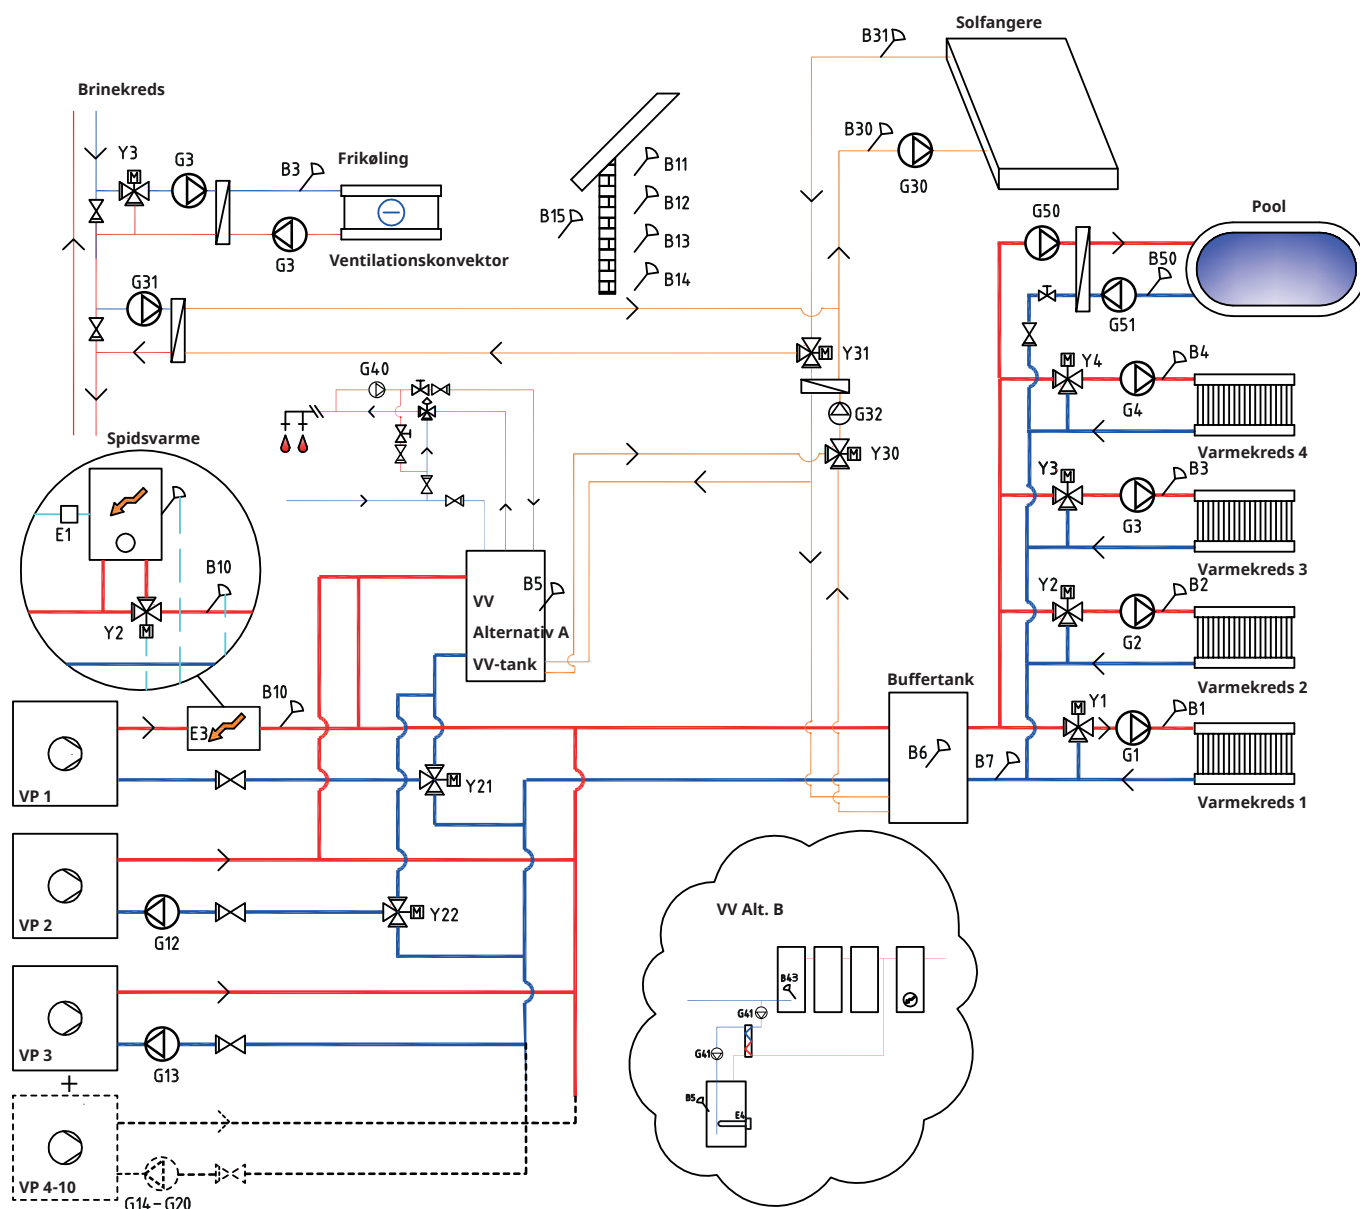 Solfangere
B31
Brinekreds
Y3
G3
B3
Frikøling
B30
G30
B11
B12
B15
B13
B14
G3
Ventilationskonvektor
G50
Pool
B50
G51
G31
Y31
Y4
B4
G4
Varmekreds 4
G40
G32
Y30
Spidsvarme
E1
B10
Y2
Y3
B3
G3
Varmekreds 3
VV
B5
Alternativ A
VV-tank
Y2
B2
G2
Varmekreds 2
Buffertank
B10
E3
VP 1
Y21
B6
B7
Y1
B1
G1
Varmekreds 1
VP 2
G12
Y22
VV Alt. B
B43
G41
G41
B5
E4
VP 3
G13
+
VP 4-10
G14-G20
M
M
M
M
M
M
M
M
M
M